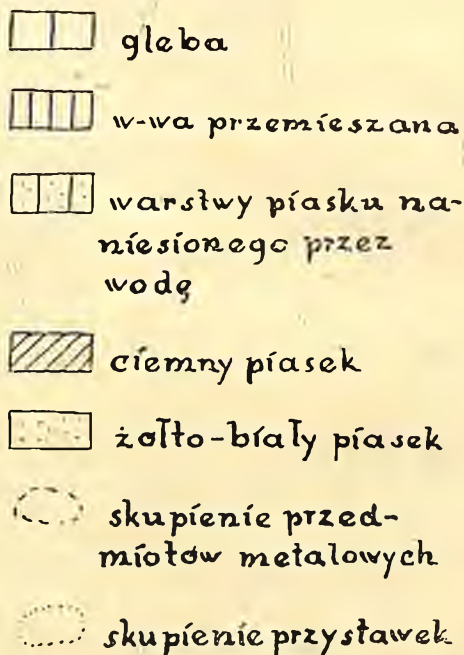 gleba
w-wa przemieszana
warstwy piasku na-
niesionego przez
wodę
ciemny piasek
żółto-biały piasek
skupienie przed-
miotów metalowych
skupienie przystawek